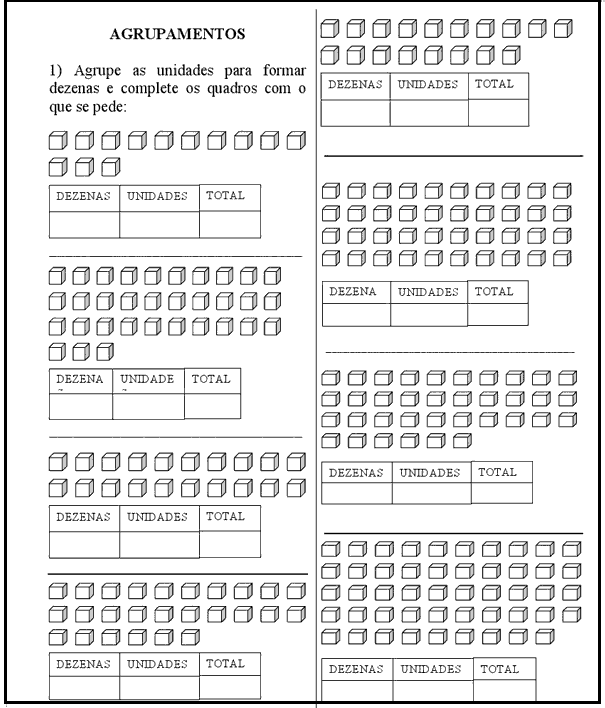 AGRUPAMENTOS
1) Agrupe as unidades para formar
dezenas e complete os quadros com o
que se pede:
DEZENAS UNIDADES TOTAL
DEZENA UNIDADE TOTAL
DEZENAS UNIDADES TOTAL
DEZENAS UNIDADES TOTAL
DEZENAS UNIDADES TOTAL
DEZENA UNIDADES TOTAL
DEZENAS UNIDADES TOTAL
DEZENAS UNIDADES TOTAL